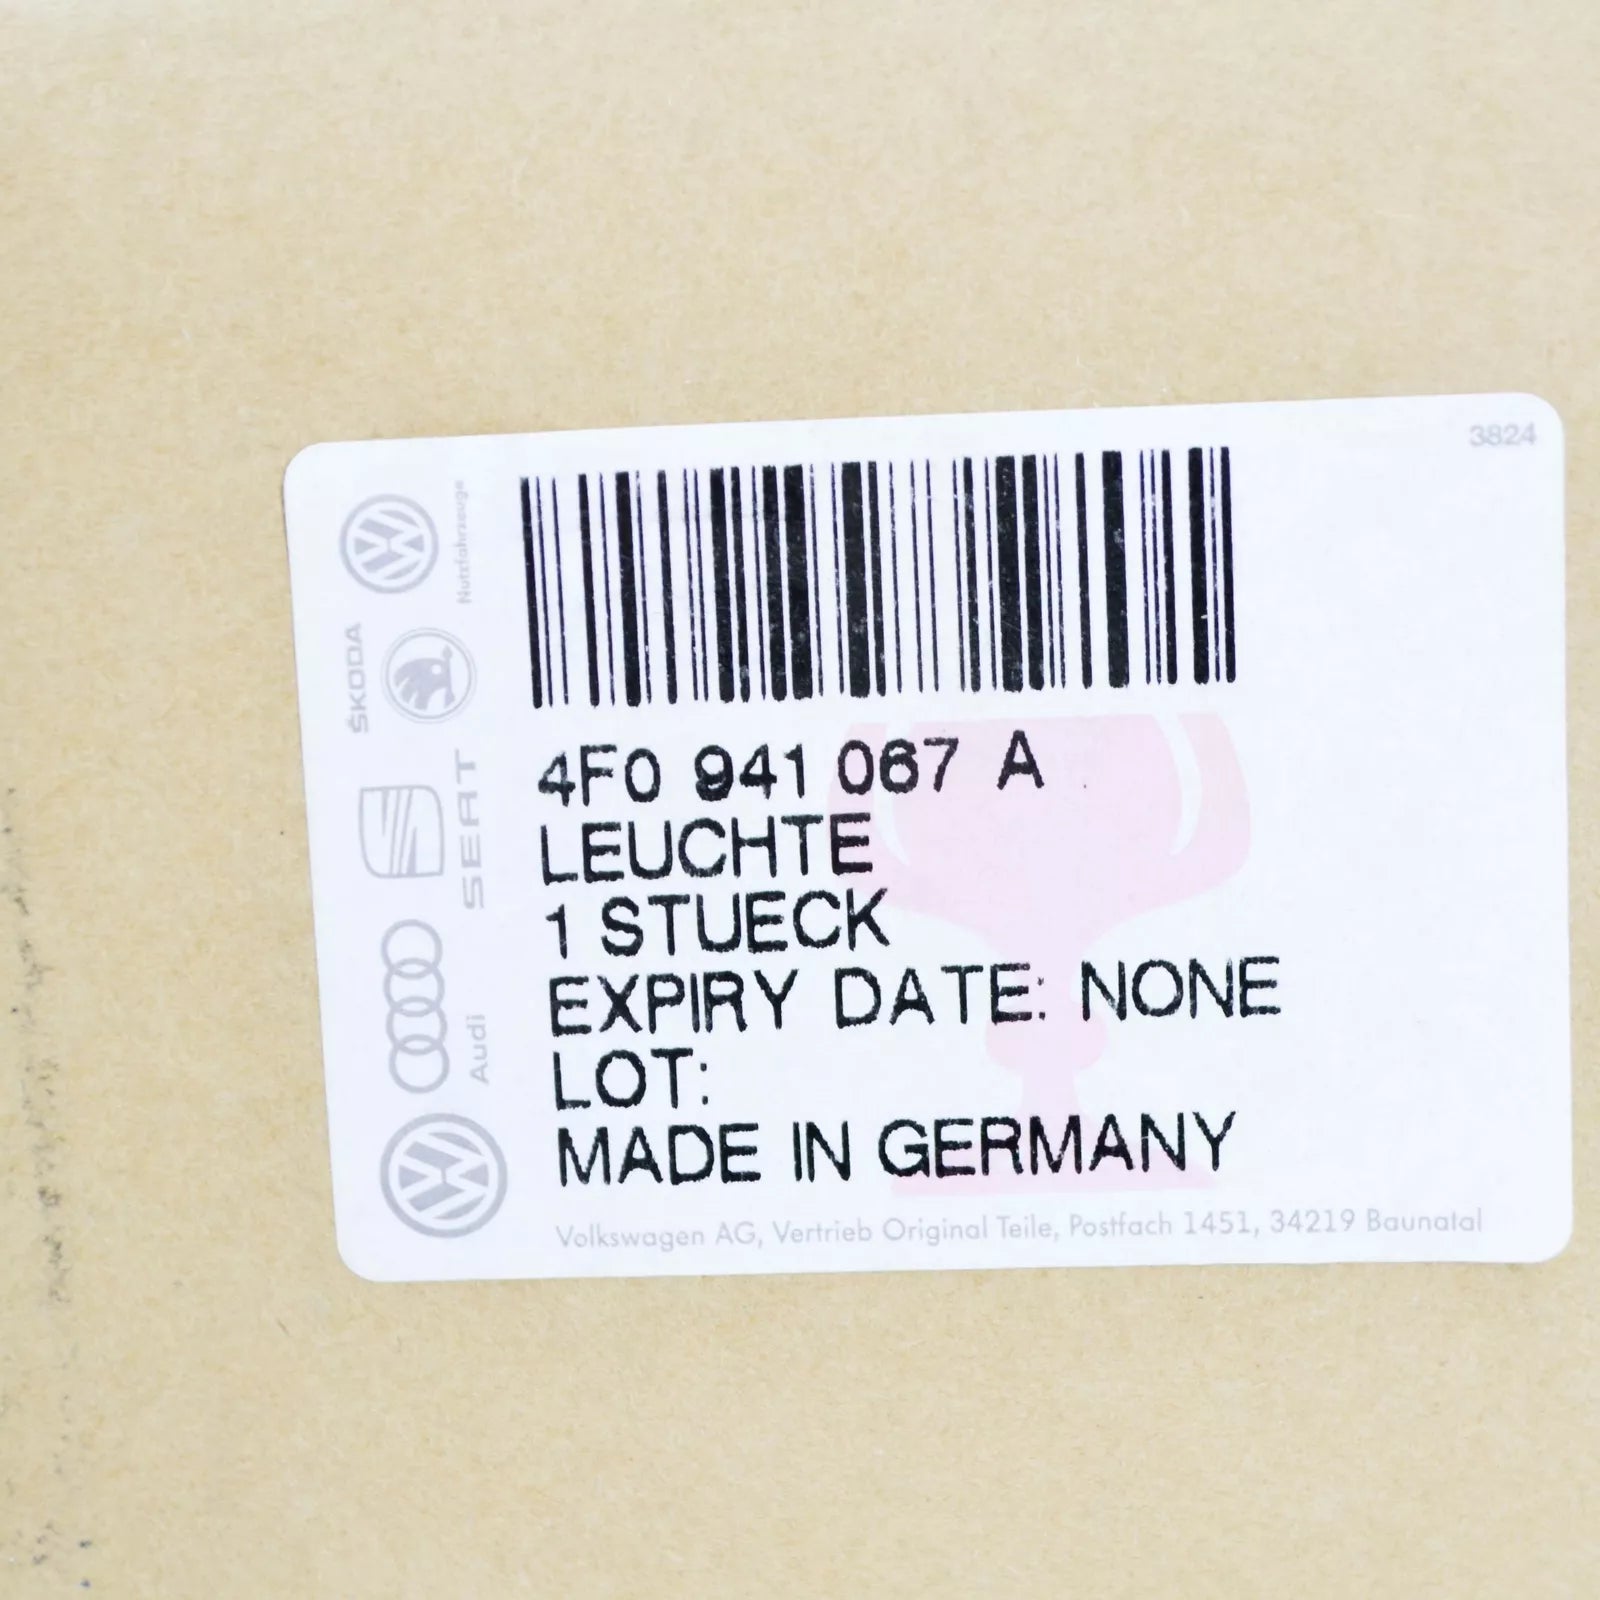 3824
Nutzfahrzeuge
ŠKODA
SEAT
Audi
4F0 941 067 A
LEUCHTE
1 STUECK
EXPIRY DATE: NONE
LOT:
MADE IN GERMANY
Volkswagen AG, Vertrieb Original Teile, Postfach 1451, 34219 Baunatal